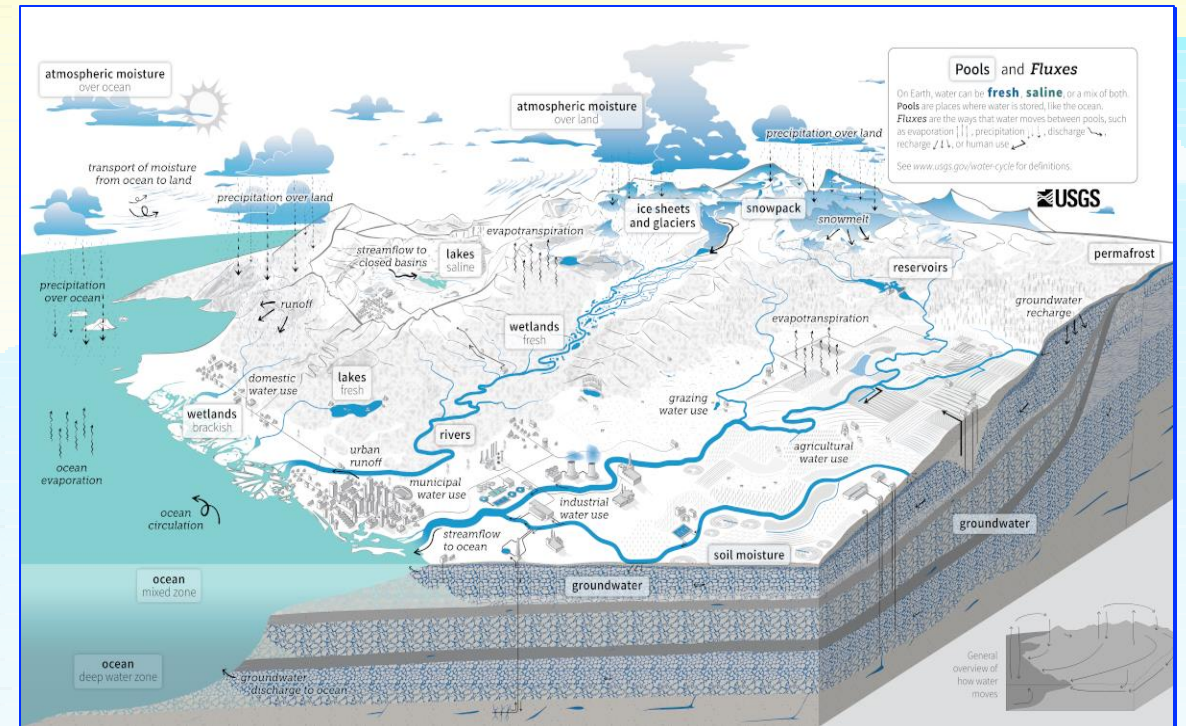 atmospheric moisture
over ocean
atmospheric moisture
over land
Pools and Fluxes
On Earth, water can be fresh, saline, or a mix of both.
Pools are places where water is stored, like the ocean.
Fluxes are the ways that water moves between pools, such
as evaporation, precipitation, discharge,
recharge, or human use
See www.usgs.gov/water-cycle for definitions.
USGS
precipitation over land
transport of moisture
from ocean to land
precipitation over land
ice sheets
and glaciers
snowpack
snowmelt
evapotranspiration
streamflow to
closed basins
lakes
saline
permafrost
reservoirs
precipitation
over ocean
runoff
groundwater
recharge
wetlands
fresh
evapotranspiration
domestic
water use
lakes
fresh
grazing
water use
wetlands
brackish
rivers
agricultural
water use
urban
runoff
ocean
evaporation
municipal
water use
industrial
water use
ocean
circulation
groundwater
streamflow
to ocean
soil moisture
ocean
mixed zone
groundwater
ocean
deep water zone
groundwater
discharge to ocean
General
overview of
how water
moves